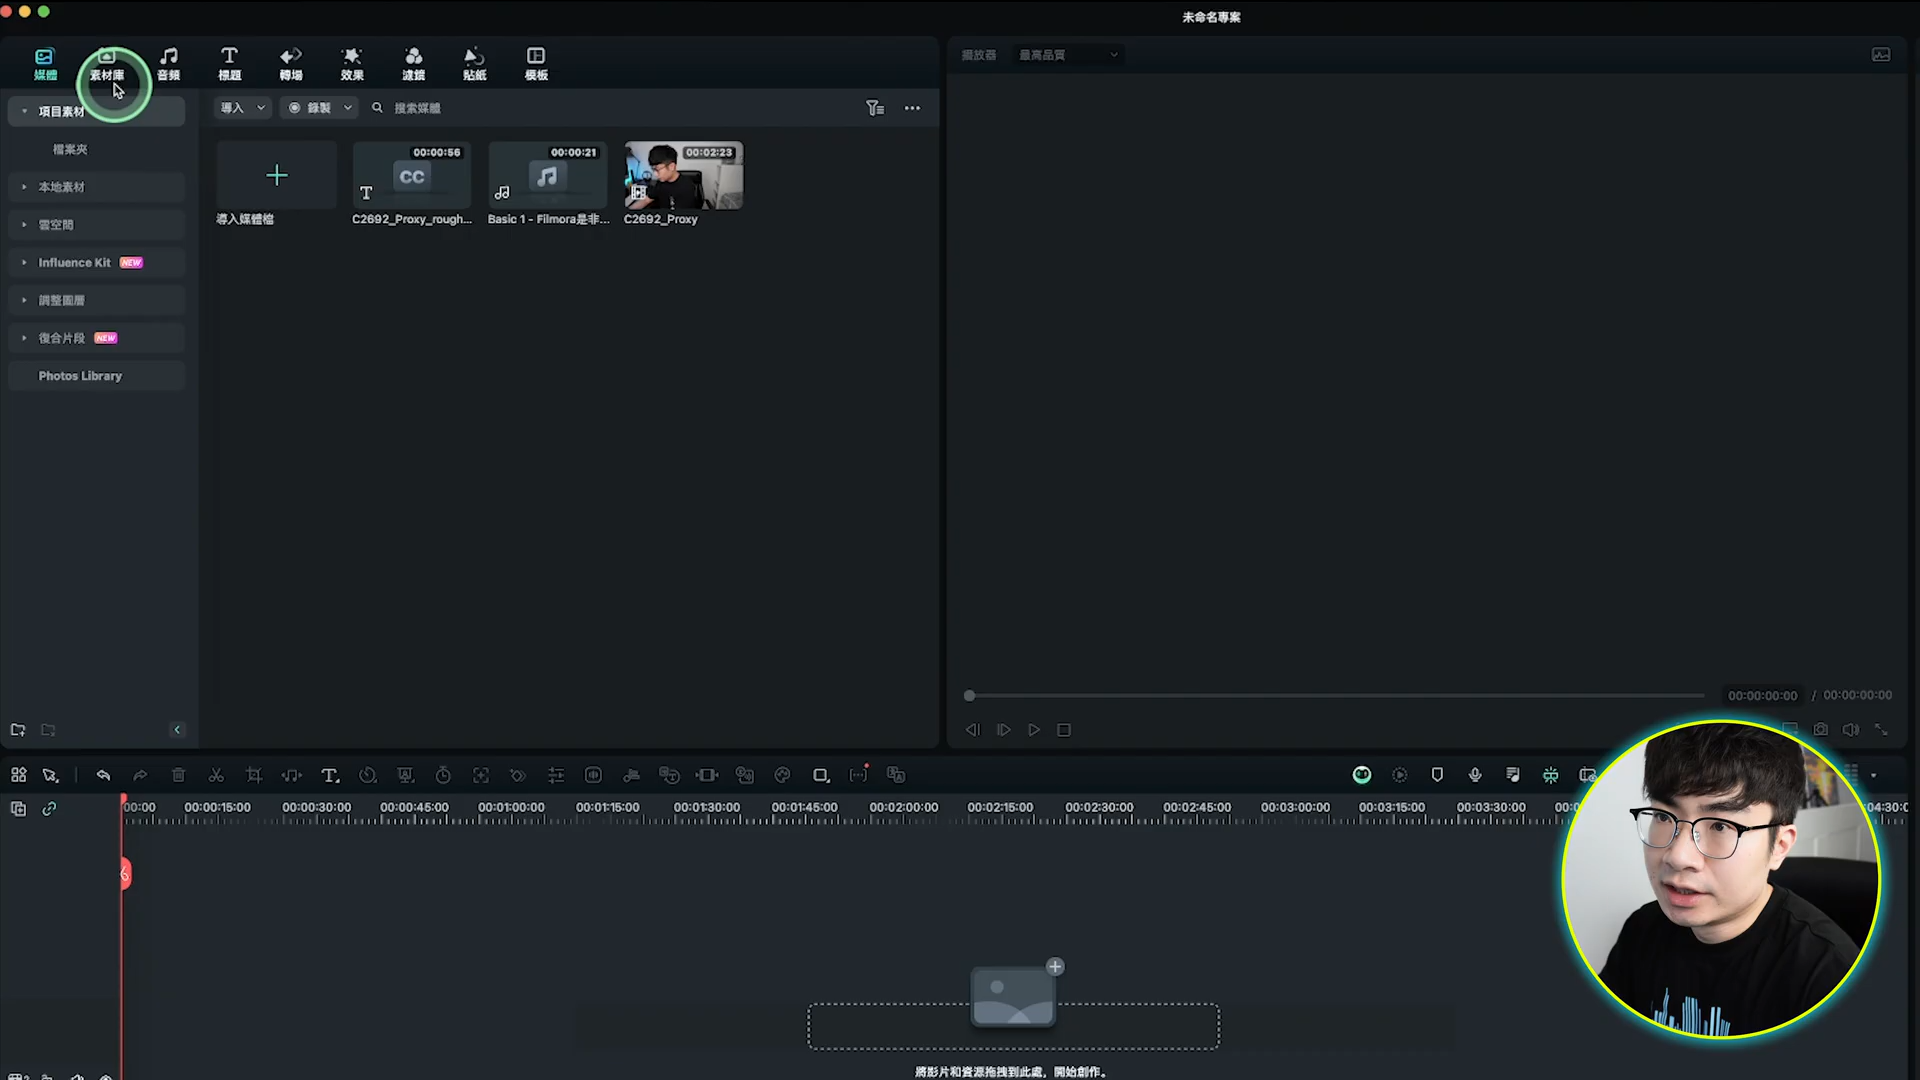 未命名專案
媒體 素材庫 音頻 標題 轉場 效果 濾鏡 貼紙 模板
播放器 最高品質
項目素材
檔案夾
本地素材
雲空間
Influence Kit NEW
調整圖層
復合片段 NEW
Photos Library
導入 錄製 搜索媒體
00:00:56 00:00:21 00:02:23
CC
導入媒體檔 C2692_Proxy_rough... Basic 1 - Filmora是非... C2692_Proxy
00:00:00:00 / 00:00:00:00
00:00 00:00:15:00 00:00:30:00 00:00:45:00 00:01:00:00 00:01:15:00 00:01:30:00 00:01:45:00 00:02:00:00 00:02:15:00 00:02:30:00 00:02:45:00 00:03:00:00 00:03:15:00 00:03:30:00 00: :04:30:0
將影片和資源拖拽到此處，開始創作。